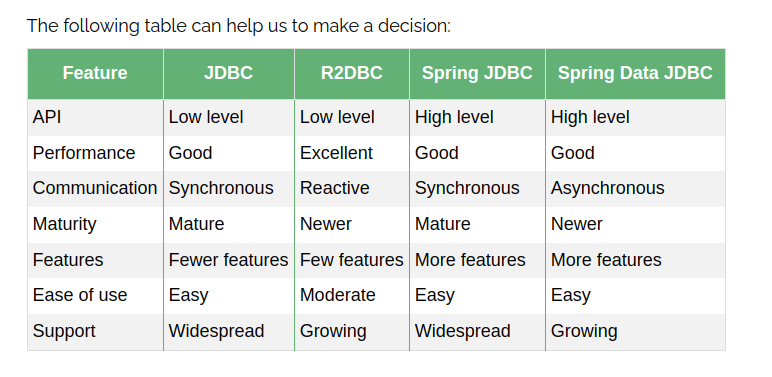 The following table can help us to make a decision:
Feature JDBC R2DBC Spring JDBC Spring Data JDBC
API Low level Low level High level High level
Performance Good Excellent Good Good
Communication Synchronous Reactive Synchronous Asynchronous
Maturity Mature Newer Mature Newer
Features Fewer features Few features More features More features
Ease of use Easy Moderate Easy Easy
Support Widespread Growing Widespread Growing